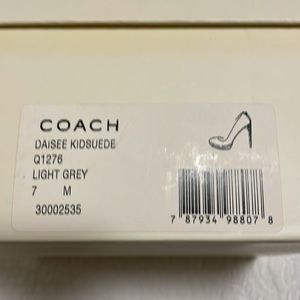 COACH
DAISEE KIDSUEDE
Q1276
LIGHT GREY
7 M
30002535
7 87934 98807 8